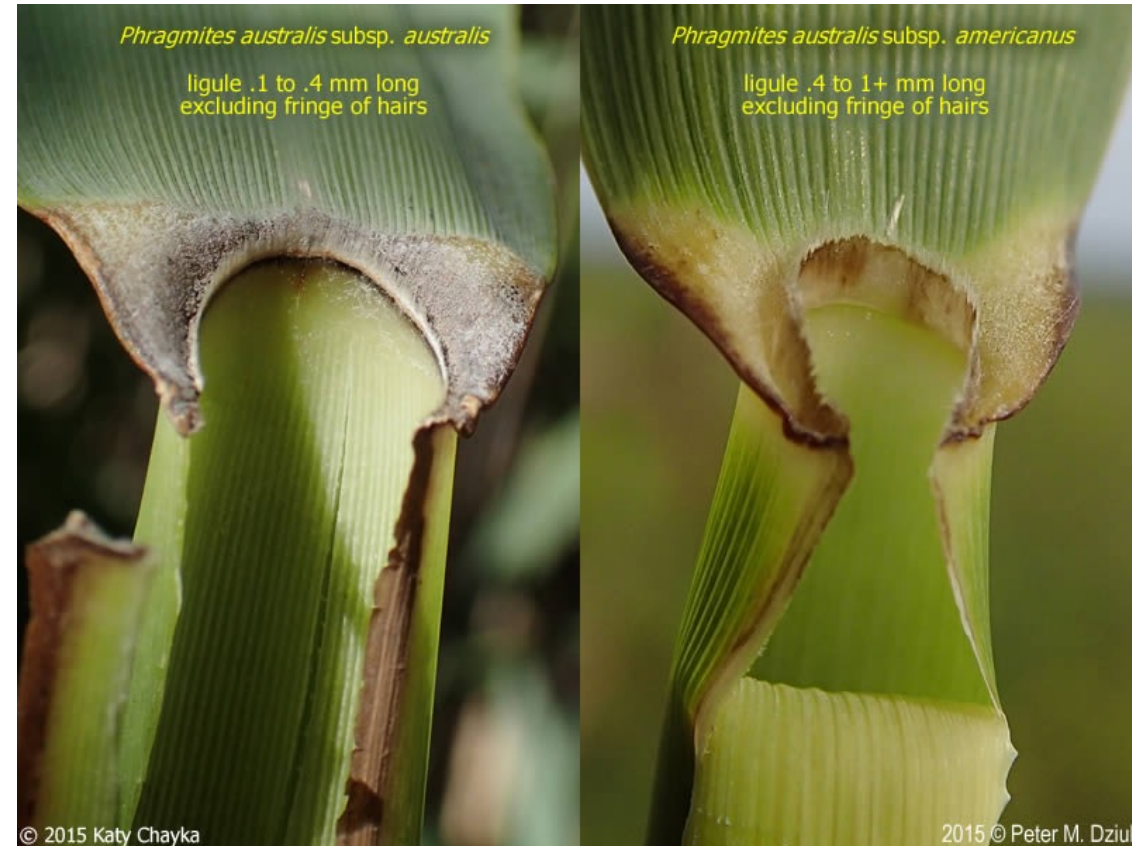 Phragmites australis subsp. australis
ligule .1 to .4 mm long
excluding fringe of hairs
Phragmites australis subsp. americanus
ligule .4 to 1+ mm long
excluding fringe of hairs
© 2015 Katy Chayka
2015 © Peter M. Dziuk